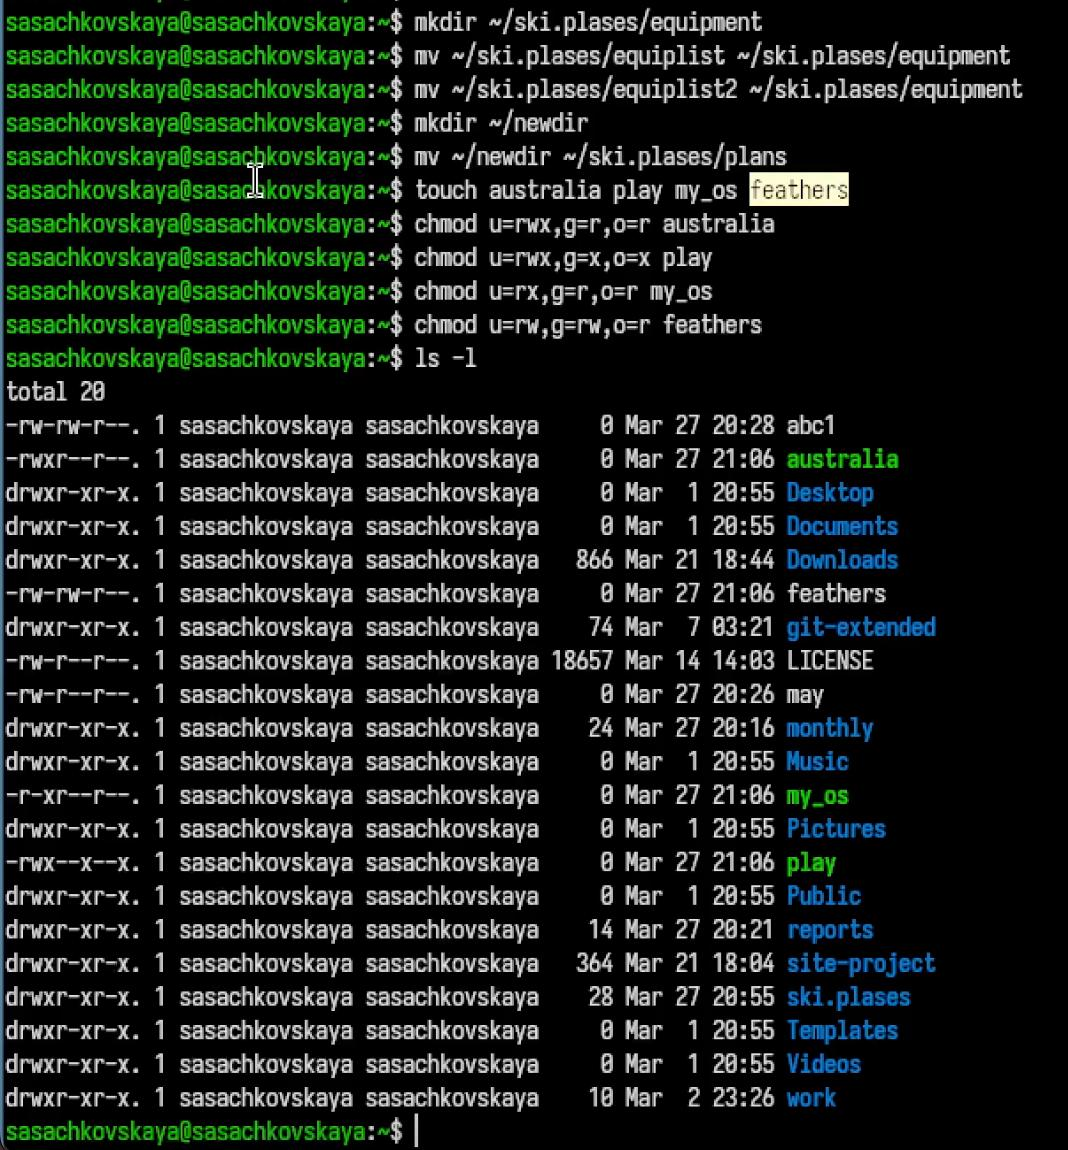 sasachkovskaya@sasachkovskaya:~$ mkdir ~/ski.plases/equipment
sasachkovskaya@sasachkovskaya:~$ mv ~/ski.plases/equiplist ~/ski.plases/equipment
sasachkovskaya@sasachkovskaya:~$ mv ~/ski.plases/equiplist2 ~/ski.plases/equipment
sasachkovskaya@sasachkovskaya:~$ mkdir ~/newdir
sasachkovskaya@sasachkovskaya:~$ mv ~/newdir ~/ski.plases/plans
sasachkovskaya@sasachkovskaya:~$ touch australia play my_os feathers
sasachkovskaya@sasachkovskaya:~$ chmod u=rwx,g=r,o=r australia
sasachkovskaya@sasachkovskaya:~$ chmod u=rwx,g=x,o=x play
sasachkovskaya@sasachkovskaya:~$ chmod u=rx,g=r,o=r my_os
sasachkovskaya@sasachkovskaya:~$ chmod u=rw,g=rw,o=r feathers
sasachkovskaya@sasachkovskaya:~$ ls -l
total 20
-rw-rw-r--. 1 sasachkovskaya sasachkovskaya     0 Mar 27 20:28 abc1
-rwxr--r--. 1 sasachkovskaya sasachkovskaya     0 Mar 27 21:06 australia
drwxr-xr-x. 1 sasachkovskaya sasachkovskaya     0 Mar  1 20:55 Desktop
drwxr-xr-x. 1 sasachkovskaya sasachkovskaya     0 Mar  1 20:55 Documents
drwxr-xr-x. 1 sasachkovskaya sasachkovskaya   866 Mar 21 18:44 Downloads
-rw-rw-r--. 1 sasachkovskaya sasachkovskaya     0 Mar 27 21:06 feathers
drwxr-xr-x. 1 sasachkovskaya sasachkovskaya    74 Mar  7 03:21 git-extended
-rw-r--r--. 1 sasachkovskaya sasachkovskaya 18657 Mar 14 14:03 LICENSE
-rw-r--r--. 1 sasachkovskaya sasachkovskaya     0 Mar 27 20:26 may
drwxr-xr-x. 1 sasachkovskaya sasachkovskaya    24 Mar 27 20:16 monthly
drwxr-xr-x. 1 sasachkovskaya sasachkovskaya     0 Mar  1 20:55 Music
-r-xr--r--. 1 sasachkovskaya sasachkovskaya     0 Mar 27 21:06 my_os
drwxr-xr-x. 1 sasachkovskaya sasachkovskaya     0 Mar  1 20:55 Pictures
-rwx--x--x. 1 sasachkovskaya sasachkovskaya     0 Mar 27 21:06 play
drwxr-xr-x. 1 sasachkovskaya sasachkovskaya     0 Mar  1 20:55 Public
drwxr-xr-x. 1 sasachkovskaya sasachkovskaya    14 Mar 27 20:21 reports
drwxr-xr-x. 1 sasachkovskaya sasachkovskaya   364 Mar 21 18:04 site-project
drwxr-xr-x. 1 sasachkovskaya sasachkovskaya    28 Mar 27 20:55 ski.plases
drwxr-xr-x. 1 sasachkovskaya sasachkovskaya     0 Mar  1 20:55 Templates
drwxr-xr-x. 1 sasachkovskaya sasachkovskaya     0 Mar  1 20:55 Videos
drwxr-xr-x. 1 sasachkovskaya sasachkovskaya    10 Mar  2 23:26 work
sasachkovskaya@sasachkovskaya:~$